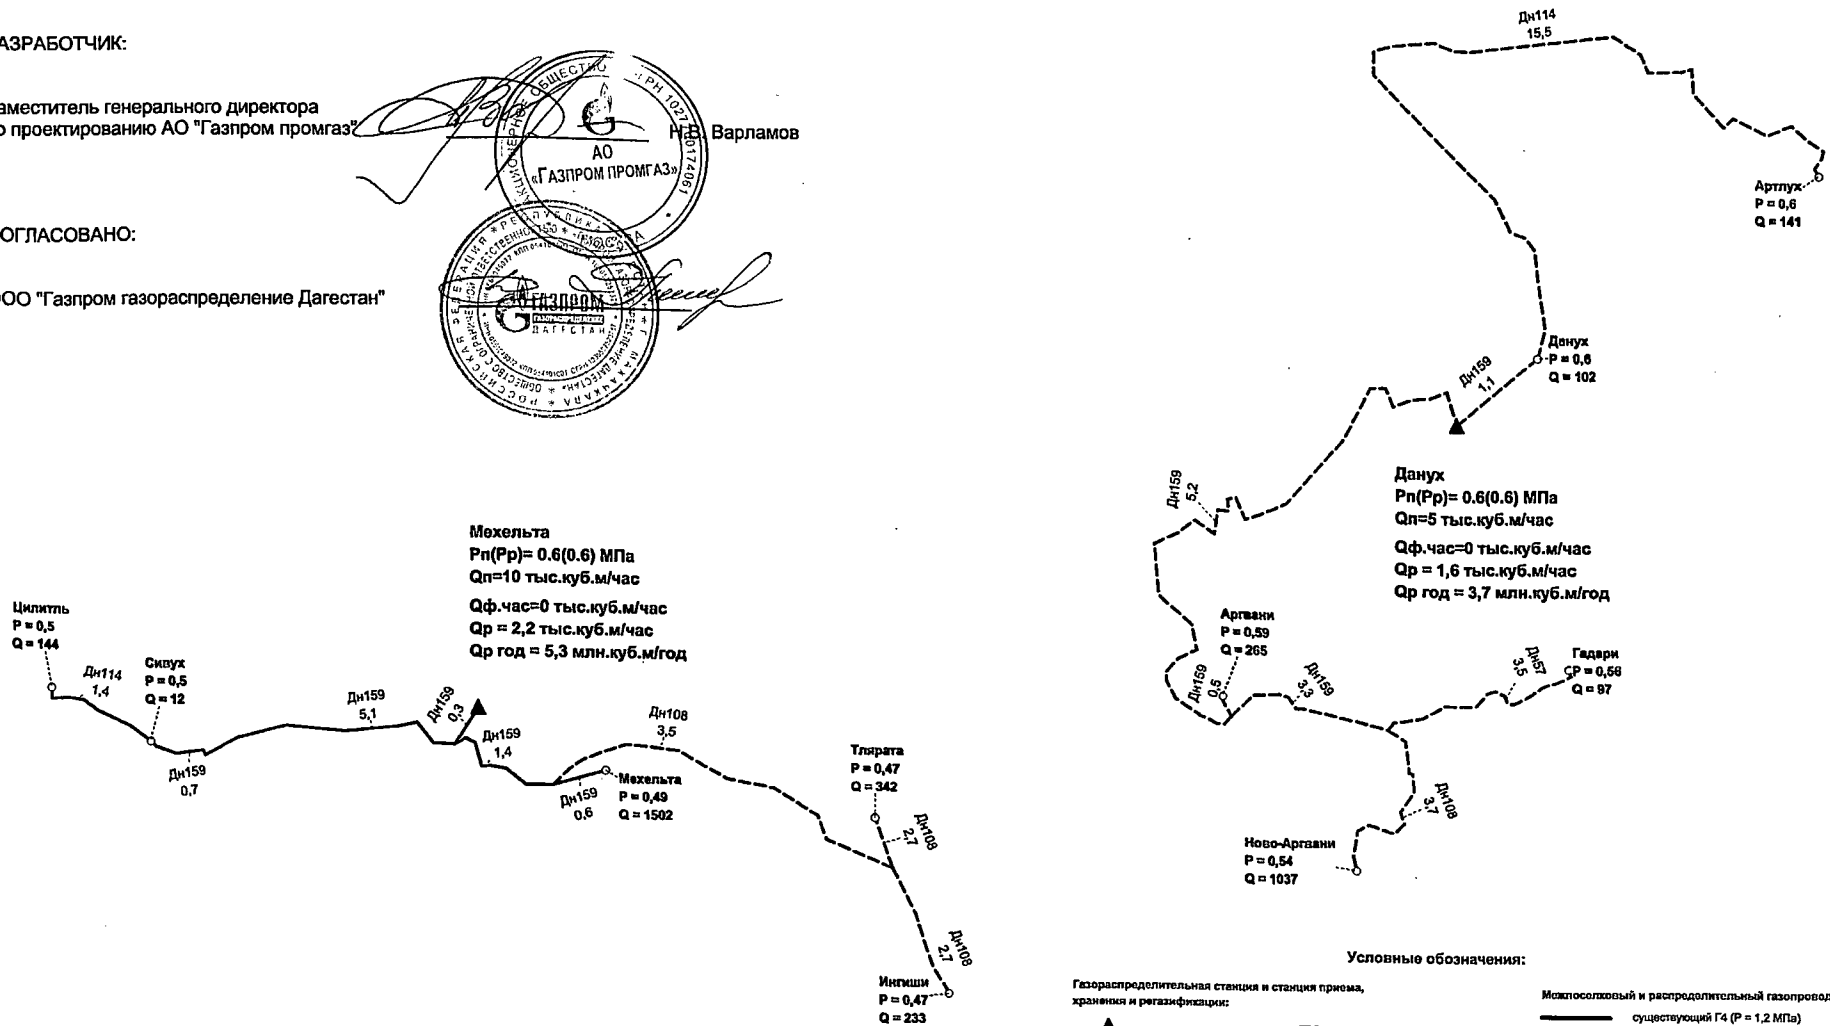 АЗРАБОТЧИК:
аместитель генерального директора
о проектированию АО "Газпром промгаз"
Н.В. Варламов
АО
«ГАЗПРОМ ПРОМГАЗ»
ОГЛАСОВАНО:
ОО "Газпром газораспределение Дагестан"
ГАЗПРОМ
ДАГЕСТАН
Дн114
15,5
Артлух
P = 0,6
Q = 141
Данух
P = 0,6
Q = 102
Дн159
1,1
Данух
Рп(Рр)= 0.6(0.6) МПа
Qп=5 тыс.куб.м/час
Qф.час=0 тыс.куб.м/час
Qр = 1,6 тыс.куб.м/час
Qр год = 3,7 млн.куб.м/год
Дн159
5,2
Аргвани
P = 0,59
Q = 265
Дн159
0,5
Дн159
3,3
Дн57
3,5
Гадари
P = 0,56
Q = 97
Дн108
3,7
Ново-Аргвани
P = 0,54
Q = 1037
Мехельта
Рп(Рр)= 0.6(0.6) МПа
Qп=10 тыс.куб.м/час
Qф.час=0 тыс.куб.м/час
Qр = 2,2 тыс.куб.м/час
Qр год = 5,3 млн.куб.м/год
Цилитль
P = 0,5
Q = 144
Дн114
1,4
Сивух
P = 0,5
Q = 12
Дн159
0,7
Дн159
5,1
Дн159
0,3
Дн159
1,4
Дн159
0,6
Мехельта
P = 0,49
Q = 1502
Дн108
3,5
Тлярата
P = 0,47
Q = 342
Дн108
2,7
Дн108
2,7
Ингиши
P = 0,47
Q = 233
Условные обозначения:
Газораспределительная станция и станция приема,
хранения и регазификации:
Межпоселковый и распределительный газопровод
существующий Г4 (P = 1,2 МПа)